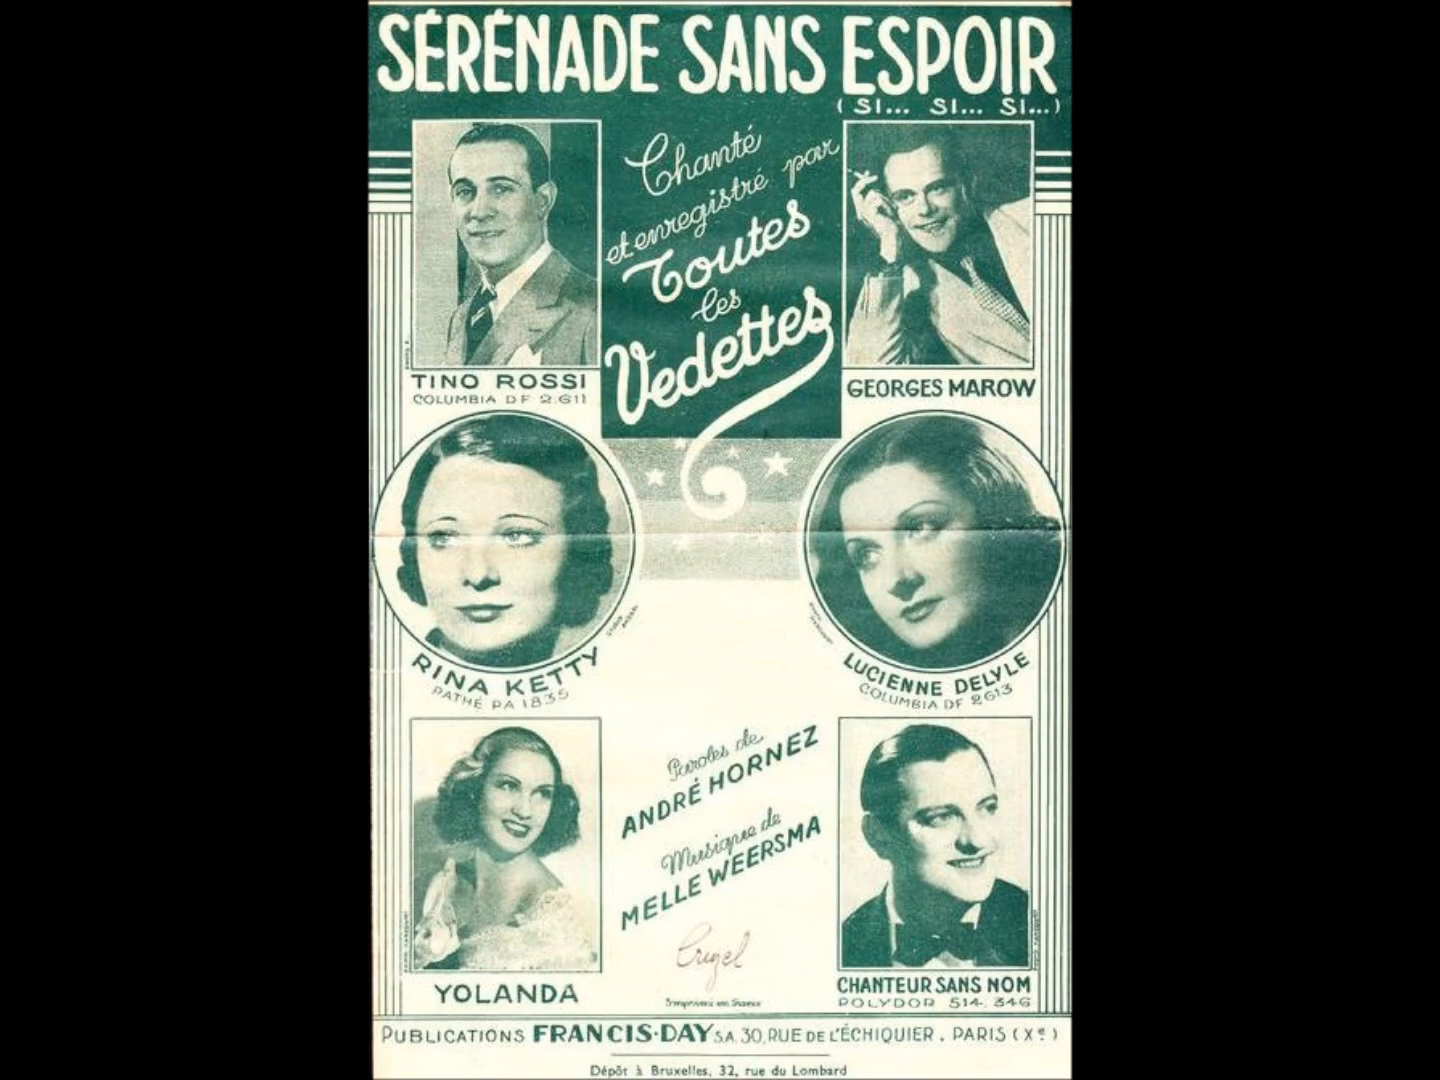 SÉRÉNADE SANS ESPOIR
(SI... SI... SI...)
Chanté
et enregistré par
Toutes
les
Vedettes
TINO ROSSI
COLUMBIA DF 2.611
GEORGES MAROW
RINA KETTY
PATHÉ PA 1835
LUCIENNE DELYLE
COLUMBIA DF 2613
Paroles de
ANDRÉ HORNEZ
Musique de
MELLE WEERSMA
YOLANDA
CHANTEUR SANS NOM
POLYDOR 514.346
PUBLICATIONS FRANCIS·DAY S.A. 30, RUE DE L'ÉCHIQUIER. PARIS (Xe)
Dépôt à Bruxelles, 32, rue du Lombard